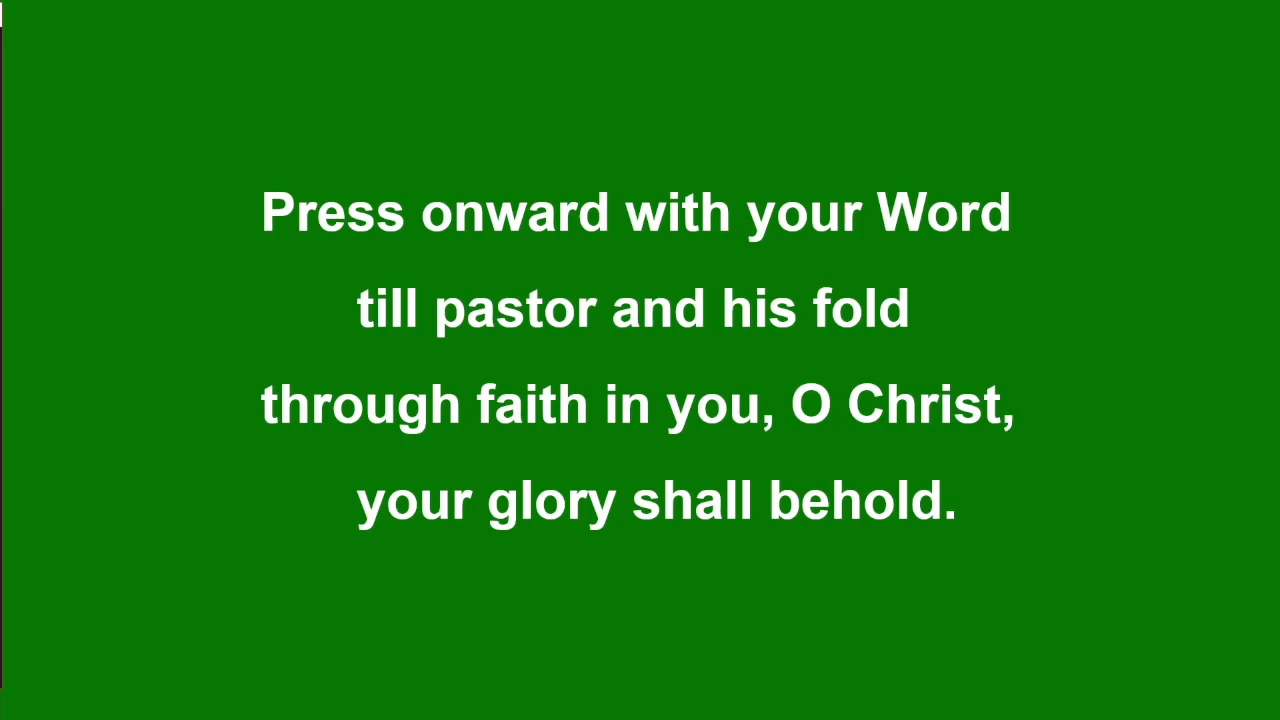 Press onward with your Word
till pastor and his fold
through faith in you, O Christ,
your glory shall behold.